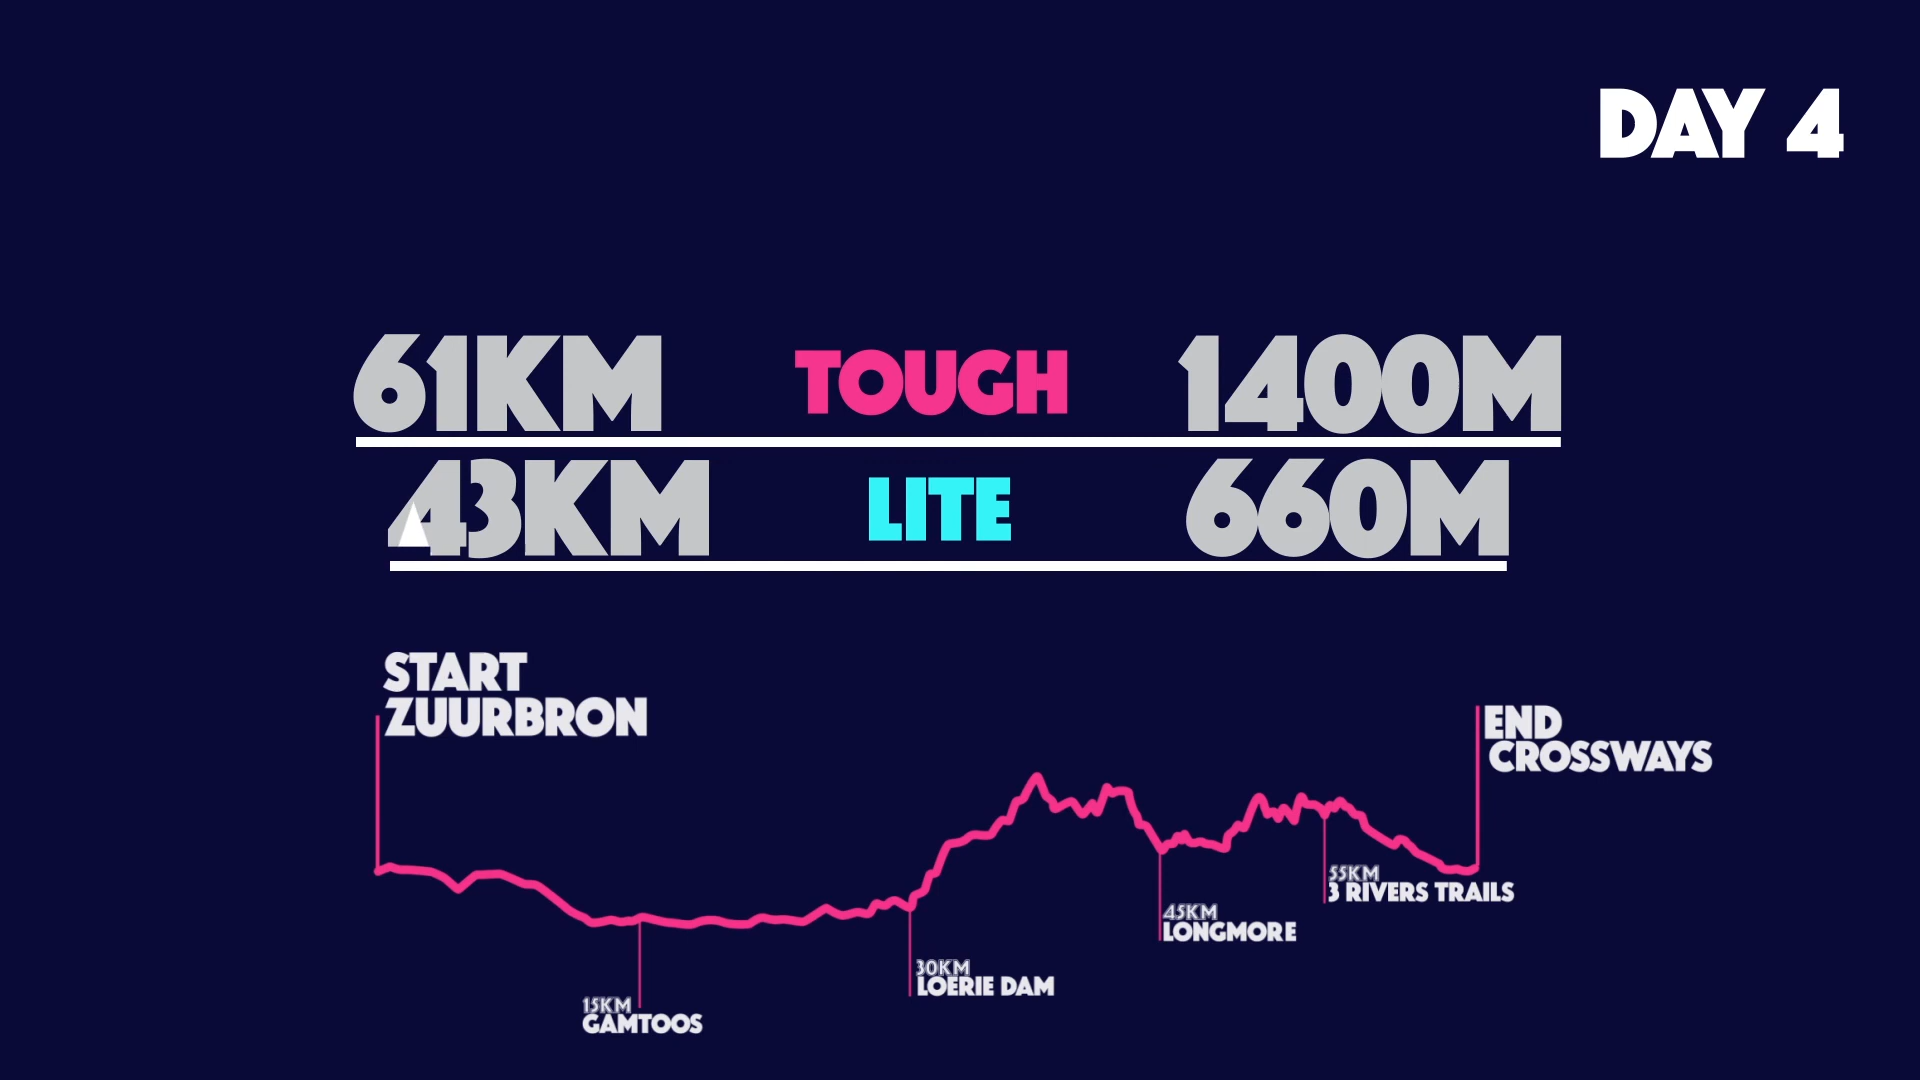 DAY 4
61KM TOUGH 1400M
43KM LITE 660M
START
ZUURBRON
END
CROSSWAYS
55KM
3 RIVERS TRAILS
45KM
LONGMORE
30KM
LOERIE DAM
15KM
GAMTOOS